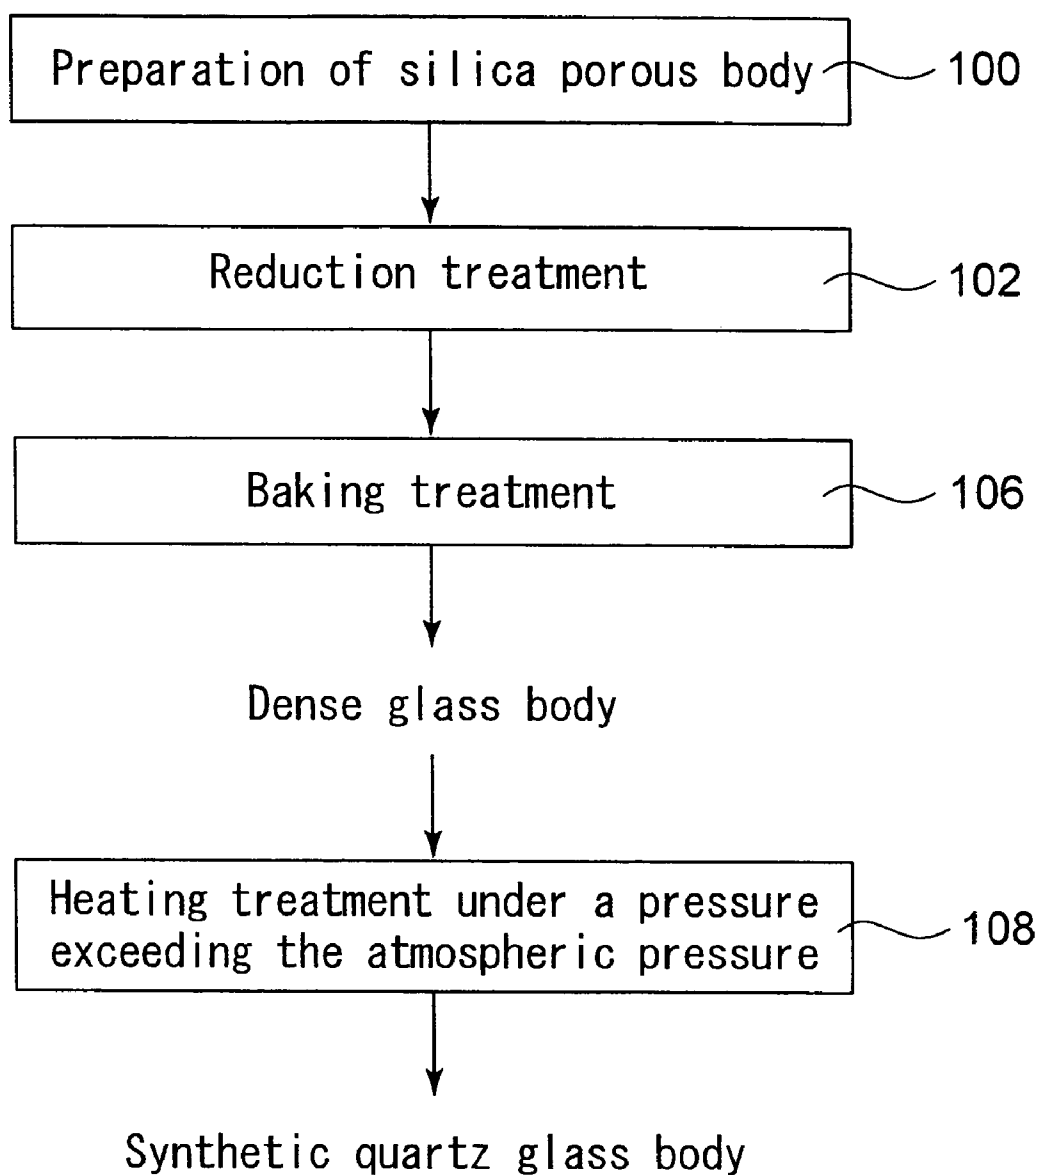 Preparation of silica porous body 100
Reduction treatment 102
Baking treatment 106
Dense glass body
Heating treatment under a pressure
exceeding the atmospheric pressure 108
Synthetic quartz glass body